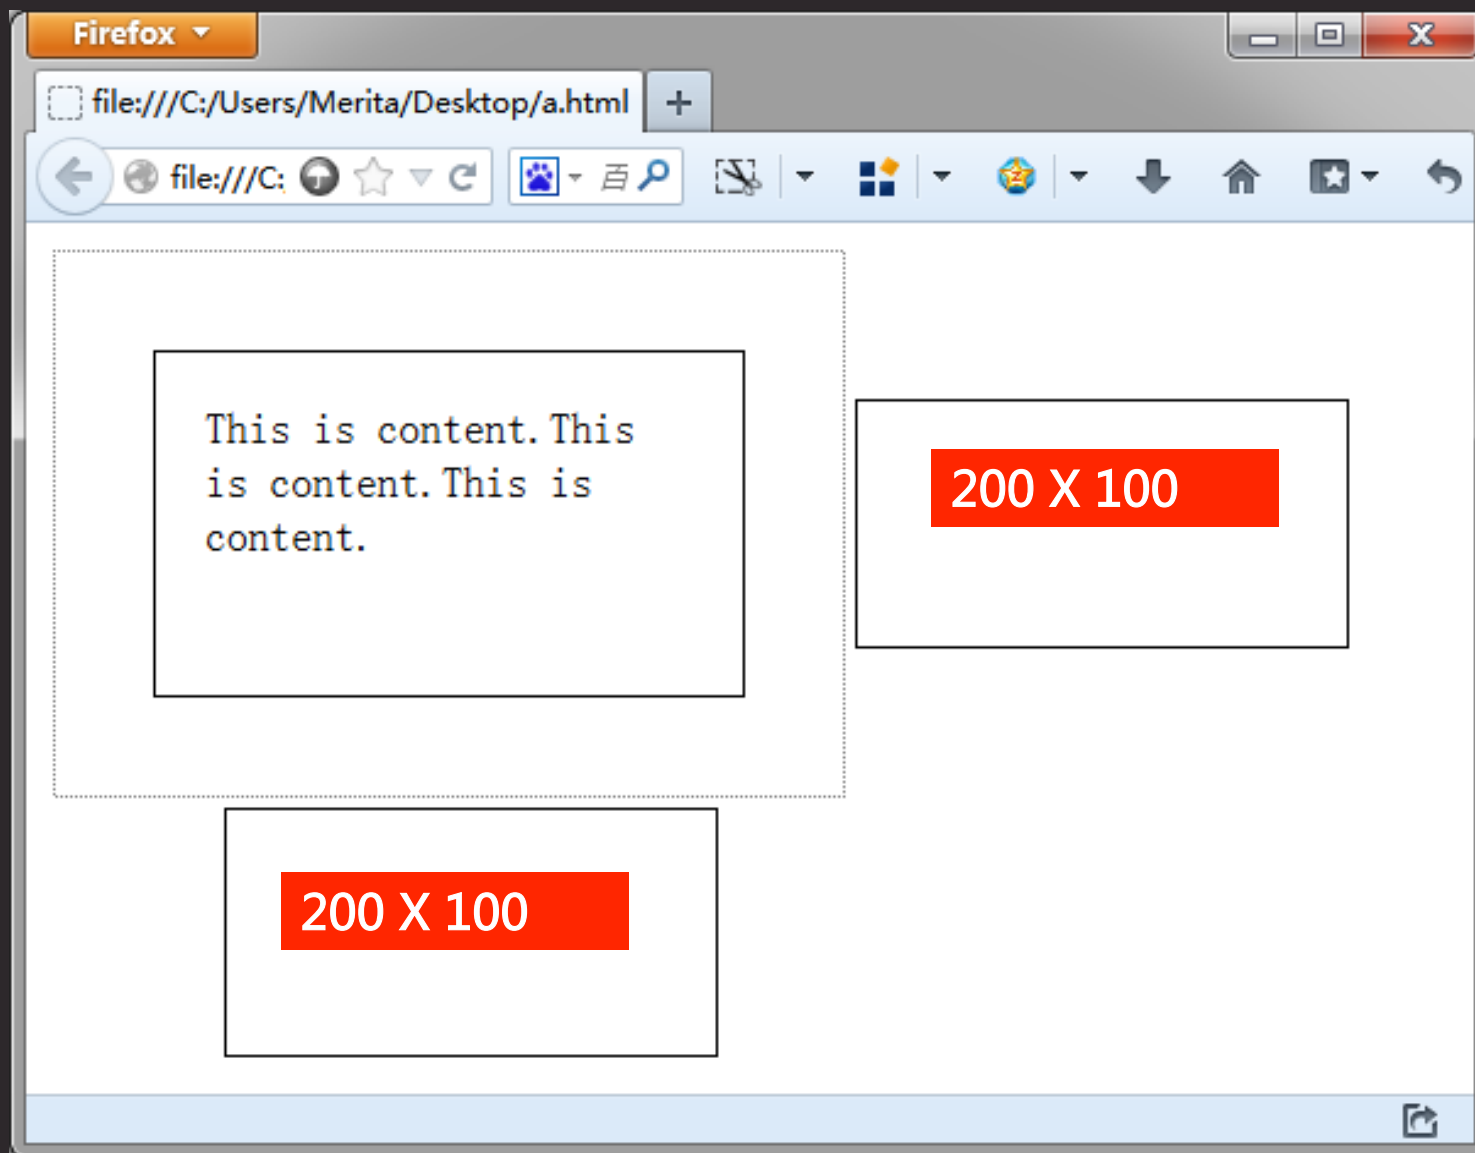 Firefox
file:///C:/Users/Merita/Desktop/a.html
file:///C:
百
This is content.This
is content.This is
content.
200 X 100
200 X 100